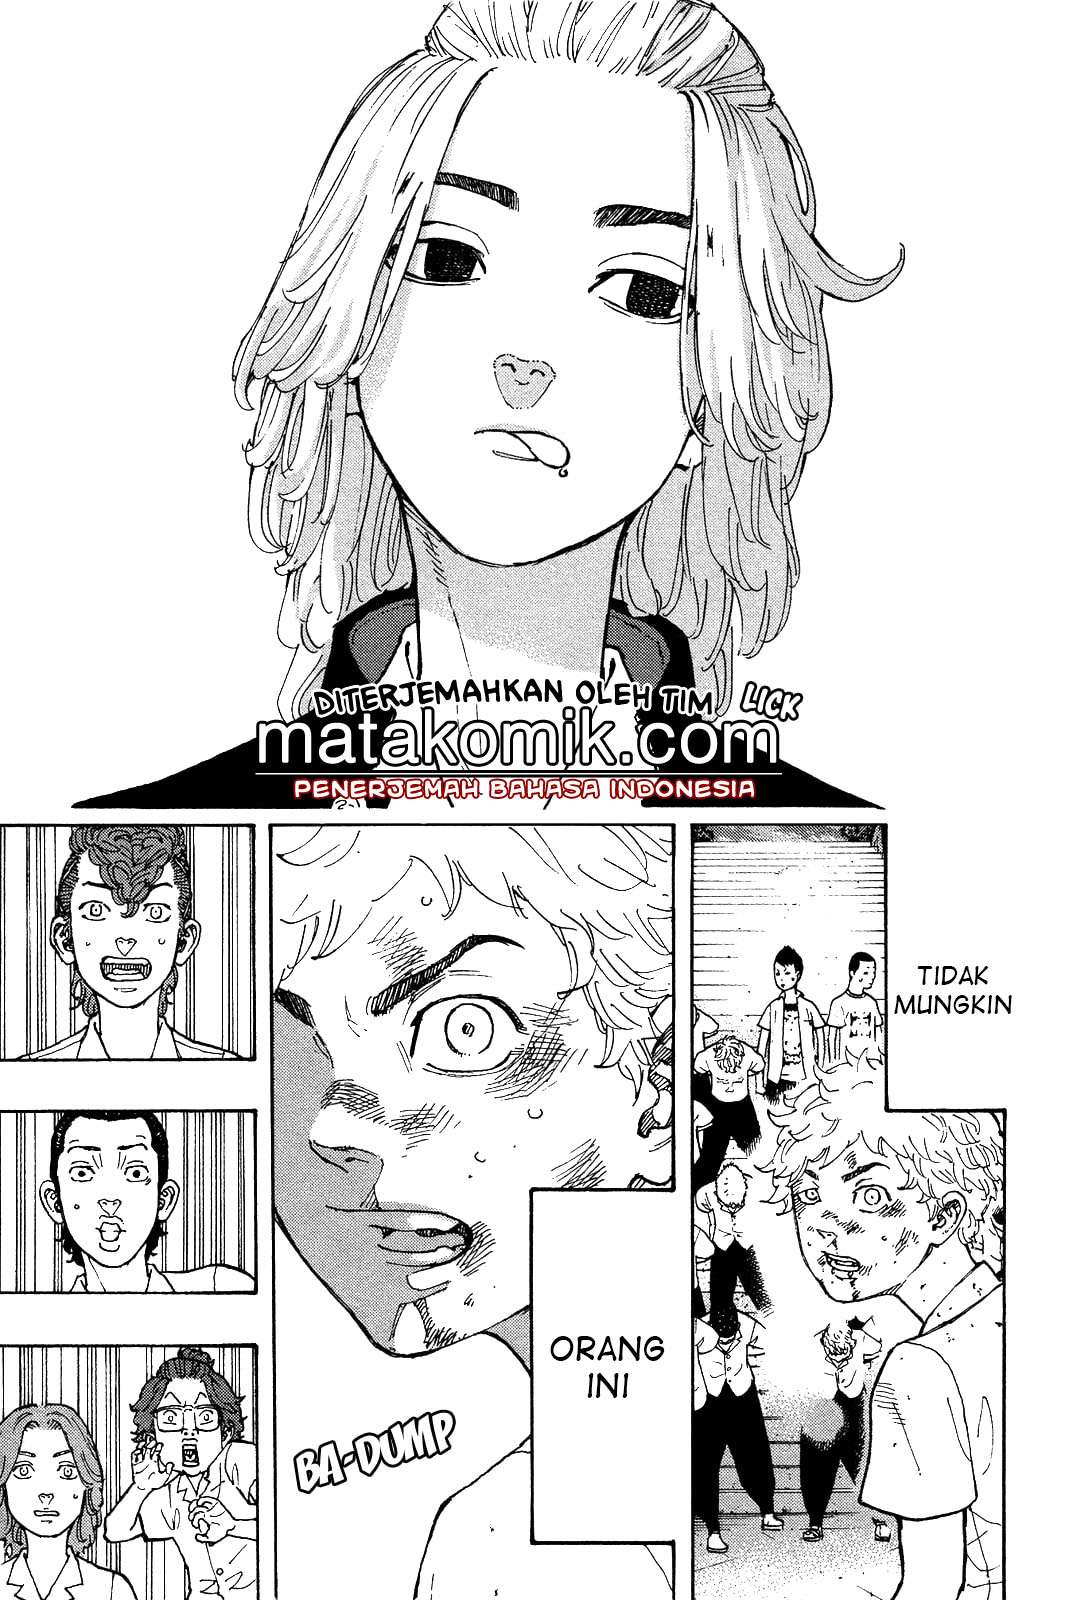 DITERJEMAHKAN OLEH TIM
LICK
matakomik.com
PENERJEMAH BAHASA INDONESIA
TIDAK
MUNGKIN
ORANG
INI
BA-DUMP